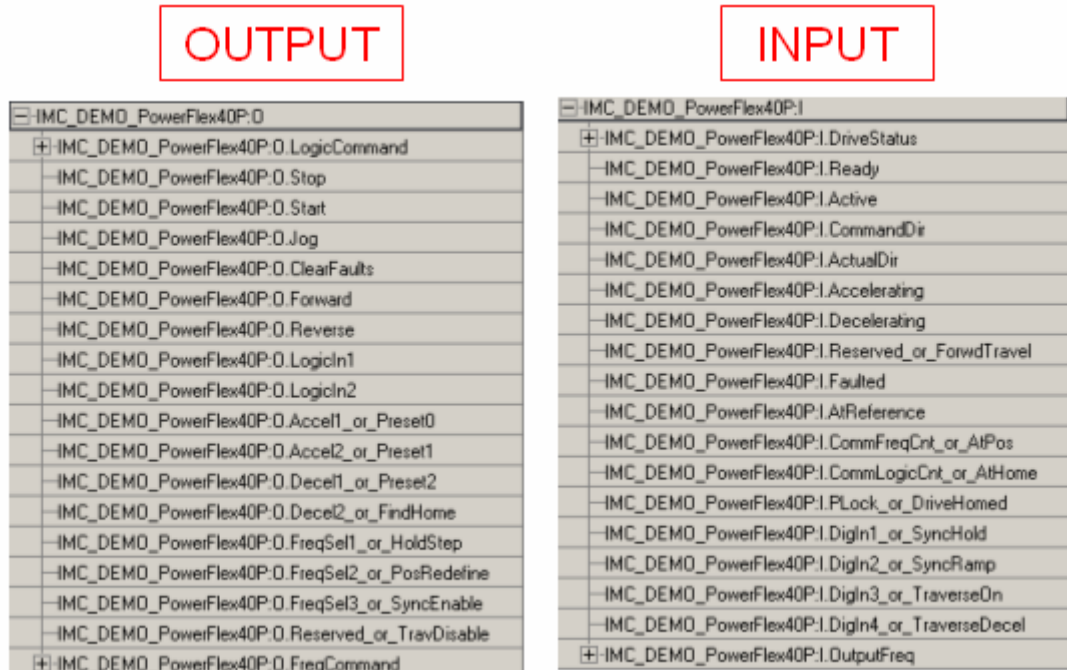 OUTPUT
IMC_DEMO_PowerFlex40P:O
IMC_DEMO_PowerFlex40P:O.LogicCommand
IMC_DEMO_PowerFlex40P:O.Stop
IMC_DEMO_PowerFlex40P:O.Start
IMC_DEMO_PowerFlex40P:O.Jog
IMC_DEMO_PowerFlex40P:O.ClearFaults
IMC_DEMO_PowerFlex40P:O.Forward
IMC_DEMO_PowerFlex40P:O.Reverse
IMC_DEMO_PowerFlex40P:O.LogicIn1
IMC_DEMO_PowerFlex40P:O.LogicIn2
IMC_DEMO_PowerFlex40P:O.Accel1_or_Preset0
IMC_DEMO_PowerFlex40P:O.Accel2_or_Preset1
IMC_DEMO_PowerFlex40P:O.Decel1_or_Preset2
IMC_DEMO_PowerFlex40P:O.Decel2_or_FindHome
IMC_DEMO_PowerFlex40P:O.FreqSel1_or_HoldStep
IMC_DEMO_PowerFlex40P:O.FreqSel2_or_PosRedefine
IMC_DEMO_PowerFlex40P:O.FreqSel3_or_SyncEnable
IMC_DEMO_PowerFlex40P:O.Reserved_or_TravDisable
IMC_DEMO_PowerFlex40P:O.FreqCommand
INPUT
IMC_DEMO_PowerFlex40P:I
IMC_DEMO_PowerFlex40P:I.DriveStatus
IMC_DEMO_PowerFlex40P:I.Ready
IMC_DEMO_PowerFlex40P:I.Active
IMC_DEMO_PowerFlex40P:I.CommandDir
IMC_DEMO_PowerFlex40P:I.ActualDir
IMC_DEMO_PowerFlex40P:I.Accelerating
IMC_DEMO_PowerFlex40P:I.Decelerating
IMC_DEMO_PowerFlex40P:I.Reserved_or_ForwdTravel
IMC_DEMO_PowerFlex40P:I.Faulted
IMC_DEMO_PowerFlex40P:I.AtReference
IMC_DEMO_PowerFlex40P:I.CommFreqCnt_or_AtPos
IMC_DEMO_PowerFlex40P:I.CommLogicCnt_or_AtHome
IMC_DEMO_PowerFlex40P:I.PLock_or_DriveHomed
IMC_DEMO_PowerFlex40P:I.DigIn1_or_SyncHold
IMC_DEMO_PowerFlex40P:I.DigIn2_or_SyncRamp
IMC_DEMO_PowerFlex40P:I.DigIn3_or_TraverseOn
IMC_DEMO_PowerFlex40P:I.DigIn4_or_TraverseDecel
IMC_DEMO_PowerFlex40P:I.OutputFreq